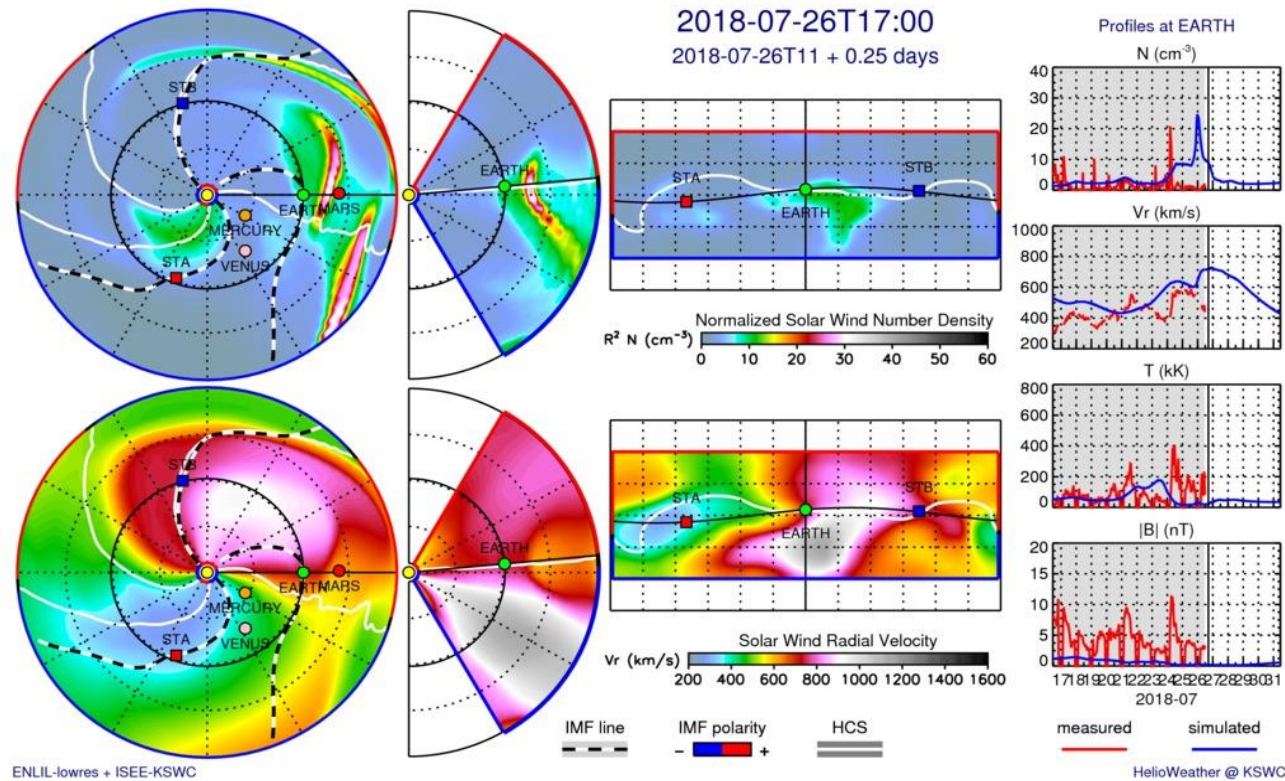 2018-07-26T17:00
2018-07-26T11 + 0.25 days
STB
EARTH
MARS
MERCURY
VENUS
STA
EARTH
STA
STB
EARTH
Normalized Solar Wind Number Density
R² N (cm⁻³)
0 10 20 30 40 50 60
STB
EARTH
MARS
MERCURY
STA
VENUS
EARTH
STA
STB
EARTH
Solar Wind Radial Velocity
Vr (km/s)
200 400 600 800 1000 1200 1400 1600
IMF line
IMF polarity
- +
HCS
Profiles at EARTH
N (cm⁻³)
40
30
20
10
0
Vr (km/s)
1000
800
600
400
200
T (kK)
800
600
400
200
0
|B| (nT)
20
15
10
5
0
17 18 19 20 21 22 23 24 25 26 27 28 29 30 31
2018-07
measured
simulated
ENLIL-lowres + ISEE-KSWC
HelioWeather @ KSWC